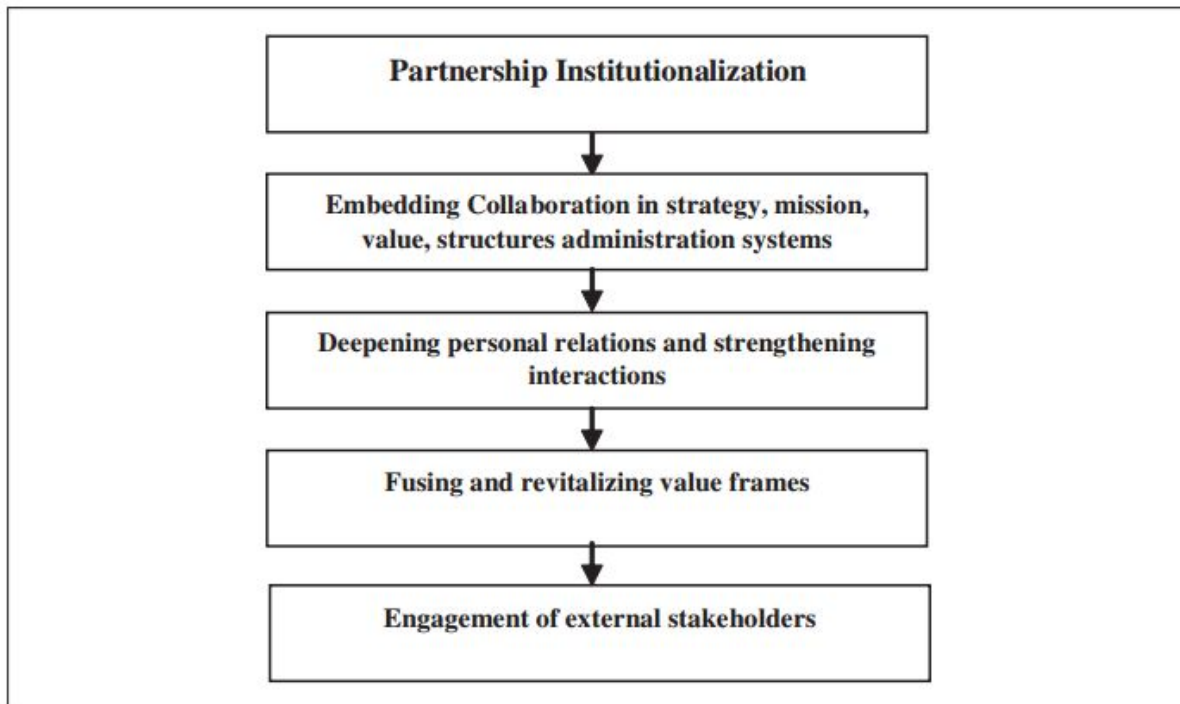 Partnership Institutionalization
Embedding Collaboration in strategy, mission,
value, structures administration systems
Deepening personal relations and strengthening
interactions
Fusing and revitalizing value frames
Engagement of external stakeholders